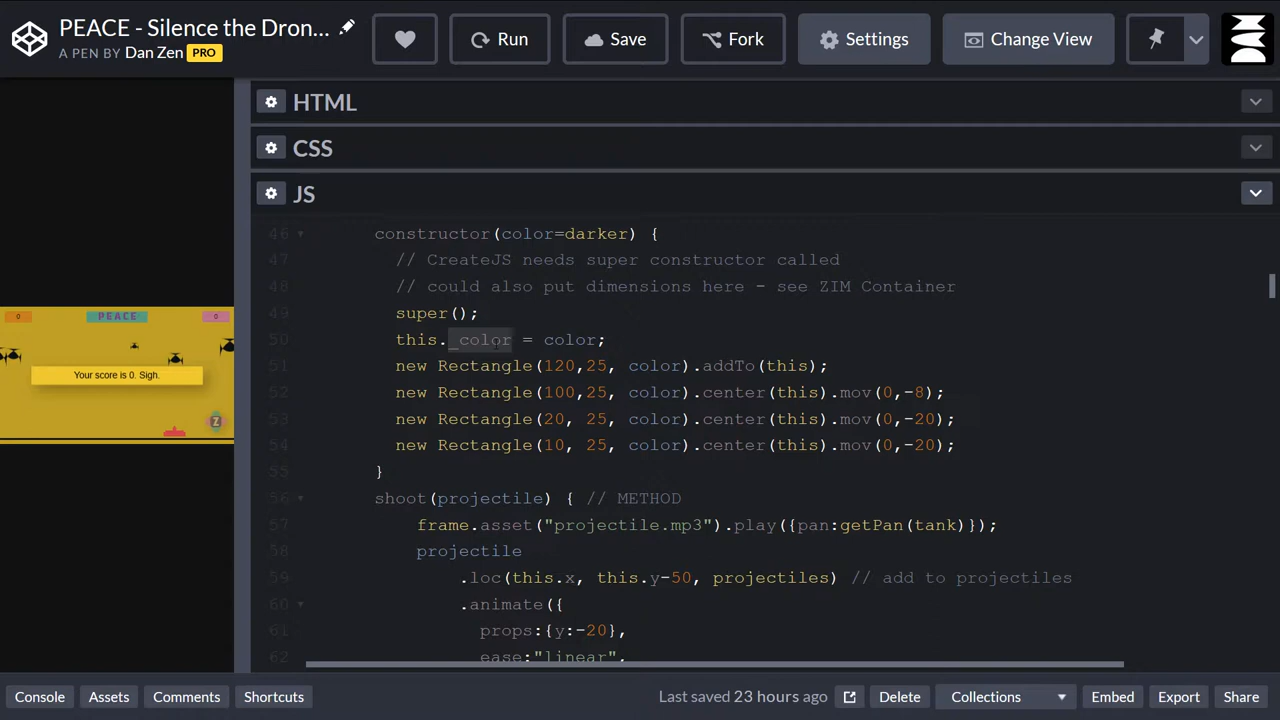 PEACE - Silence the Dron...
A PEN BY Dan Zen PRO
Run
Save
Fork
Settings
Change View
HTML
CSS
JS
46 constructor(color=darker) {
47 // CreateJS needs super constructor called
48 // could also put dimensions here - see ZIM Container
49 super();
50 this._color = color;
51 new Rectangle(120,25, color).addTo(this);
52 new Rectangle(100,25, color).center(this).mov(0,-8);
53 new Rectangle(20, 25, color).center(this).mov(0,-20);
54 new Rectangle(10, 25, color).center(this).mov(0,-20);
55 }
56 shoot(projectile) { // METHOD
57 frame.asset("projectile.mp3").play({pan:getPan(tank)});
58 projectile
59 .loc(this.x, this.y-50, projectiles) // add to projectiles
60 .animate({
61 props:{y:-20},
62 ease:"linear",
0 PEACE 0
Your score is 0. Sigh.
Z
Console
Assets
Comments
Shortcuts
Last saved 23 hours ago
Delete
Collections
Embed
Export
Share